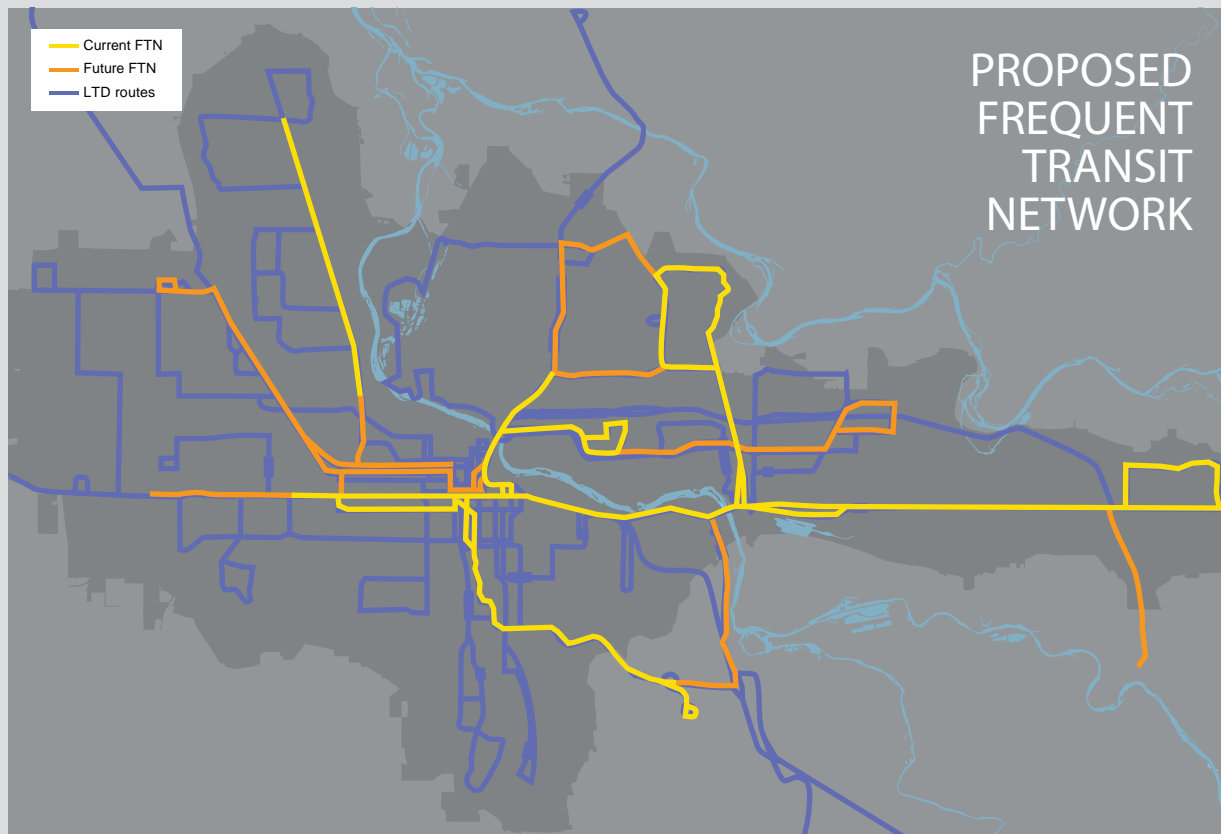 Current FTN
Future FTN
LTD routes
PROPOSED
FREQUENT
TRANSIT
NETWORK